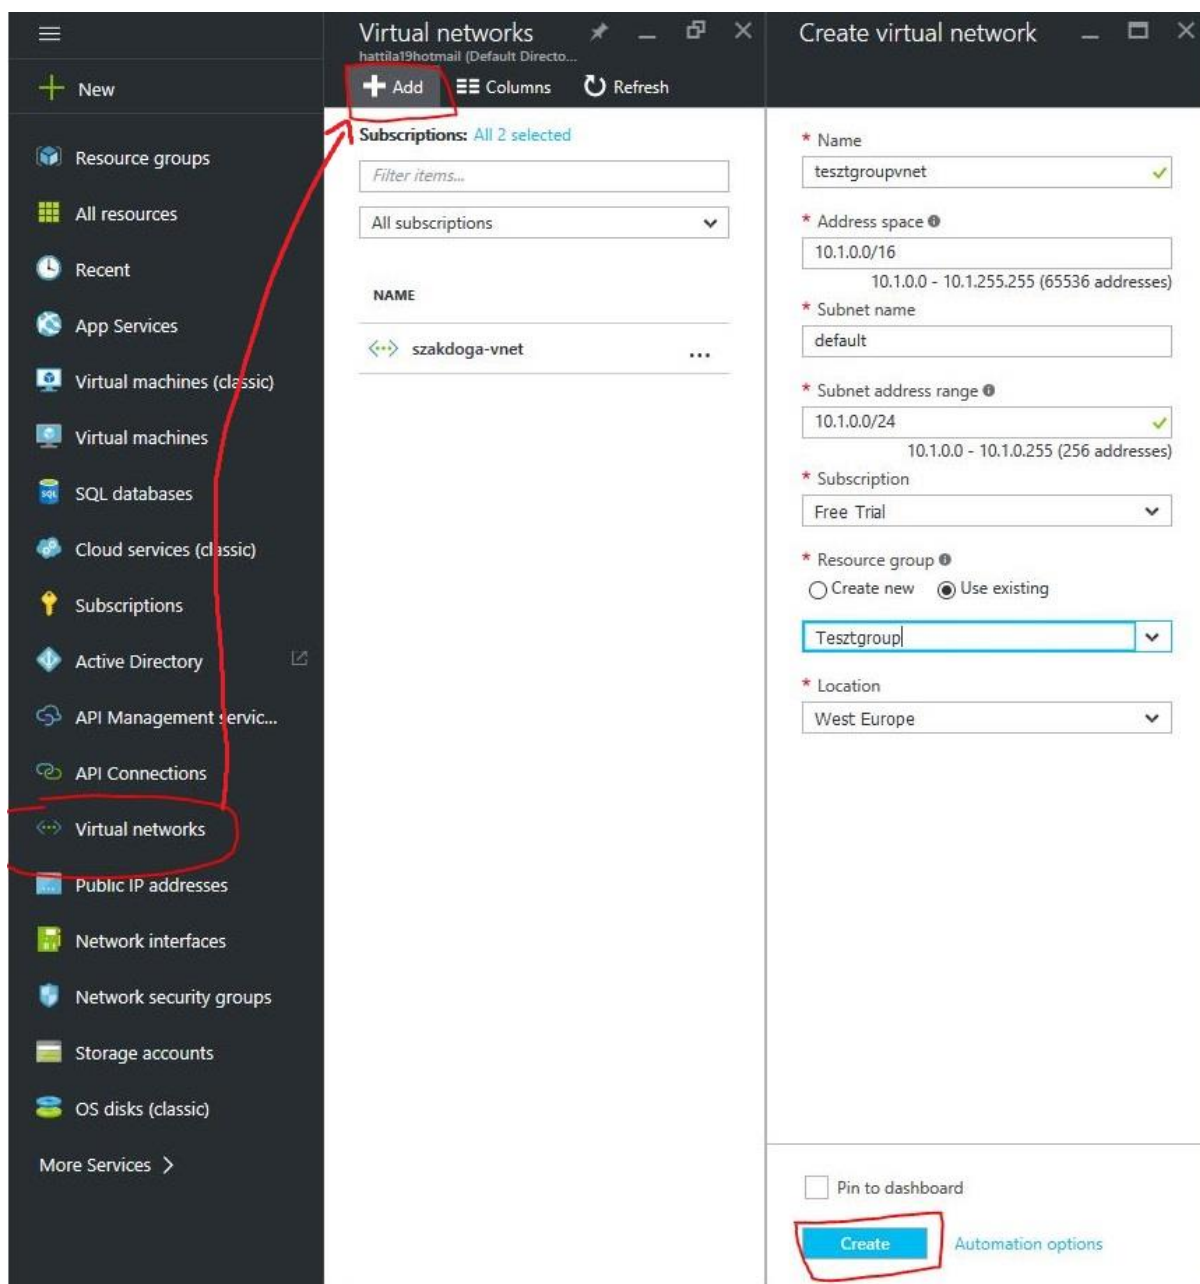 New
Resource groups
All resources
Recent
App Services
Virtual machines (classic)
Virtual machines
SQL databases
Cloud services (classic)
Subscriptions
Active Directory
API Management servic...
API Connections
Virtual networks
Public IP addresses
Network interfaces
Network security groups
Storage accounts
OS disks (classic)
More Services
Virtual networks
hattila19hotmail (Default Directo...
Add Columns Refresh
Subscriptions: All 2 selected
Filter items...
All subscriptions
NAME
szakdoga-vnet ...
Create virtual network
* Name
tesztgroupvnet
* Address space
10.1.0.0/16
10.1.0.0 - 10.1.255.255 (65536 addresses)
* Subnet name
default
* Subnet address range
10.1.0.0/24
10.1.0.0 - 10.1.0.255 (256 addresses)
* Subscription
Free Trial
* Resource group
Create new Use existing
Tesztgroup
* Location
West Europe
Pin to dashboard
Create Automation options